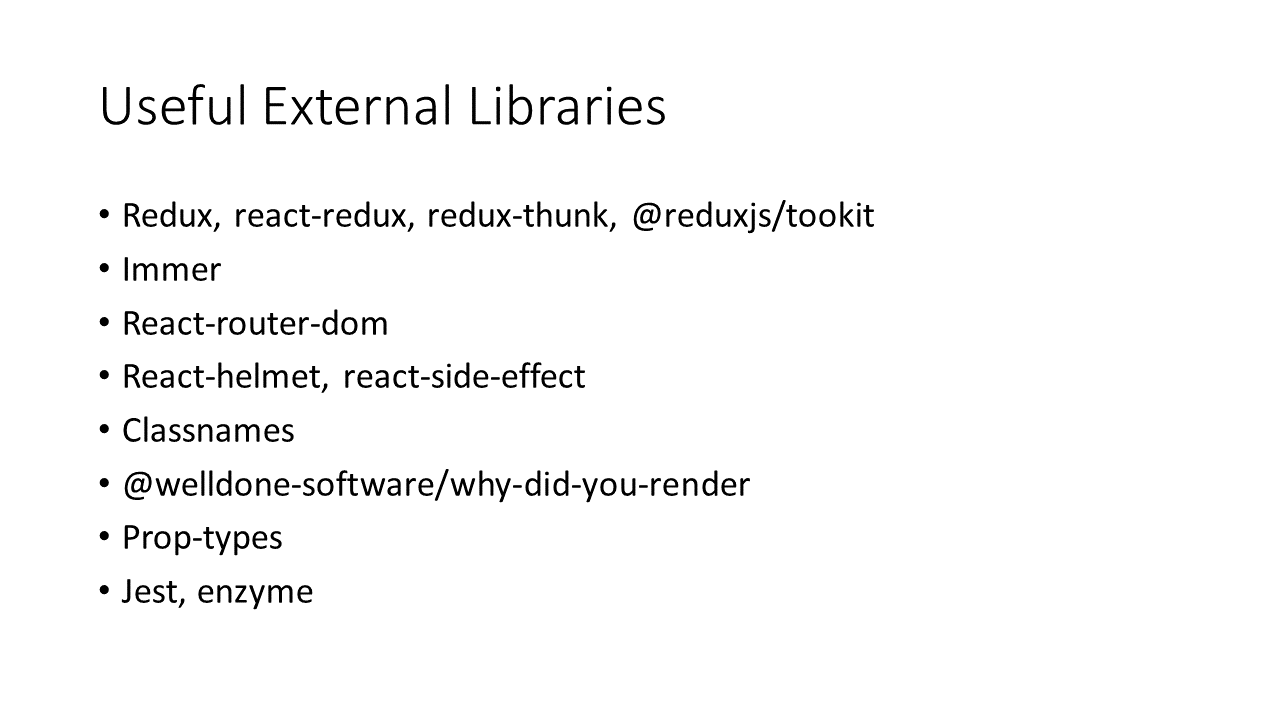 Useful External Libraries
• Redux, react-redux, redux-thunk, @reduxjs/tookit
• Immer
• React-router-dom
• React-helmet, react-side-effect
• Classnames
• @welldone-software/why-did-you-render
• Prop-types
• Jest, enzyme